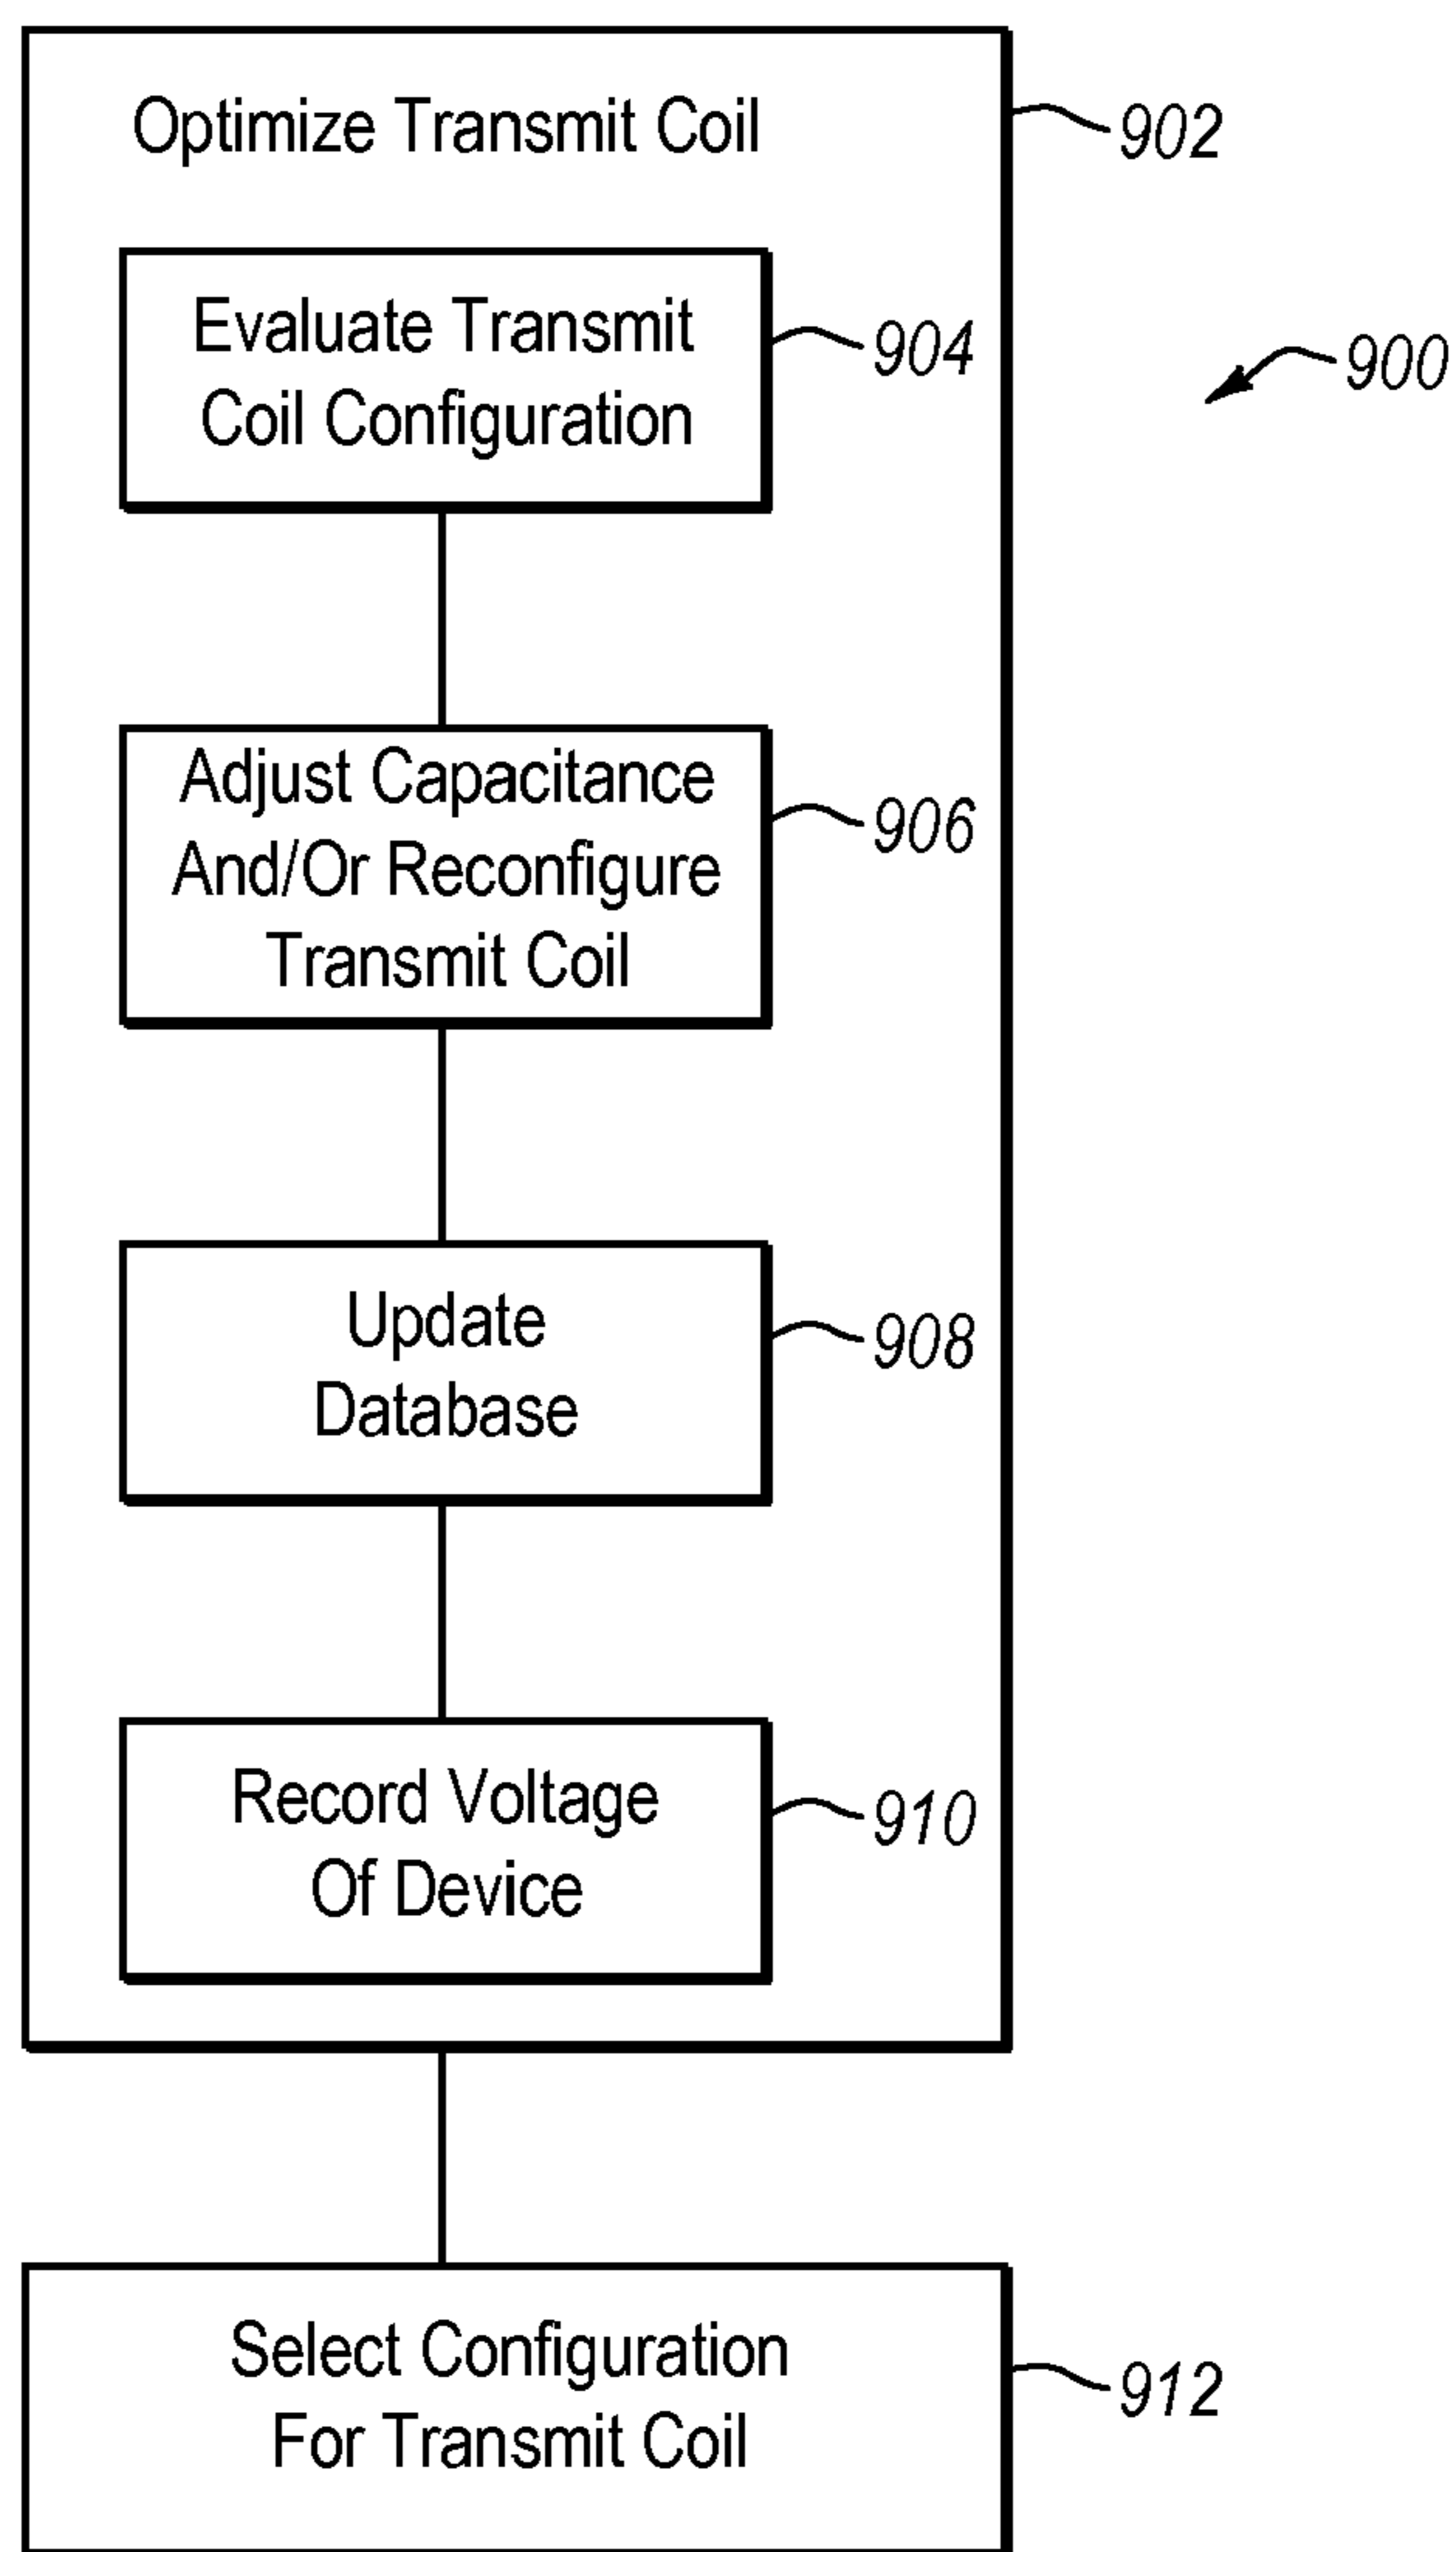 Optimize Transmit Coil
902
Evaluate Transmit
Coil Configuration
904
900
Adjust Capacitance
And/Or Reconfigure
Transmit Coil
906
Update
Database
908
Record Voltage
Of Device
910
Select Configuration
For Transmit Coil
912